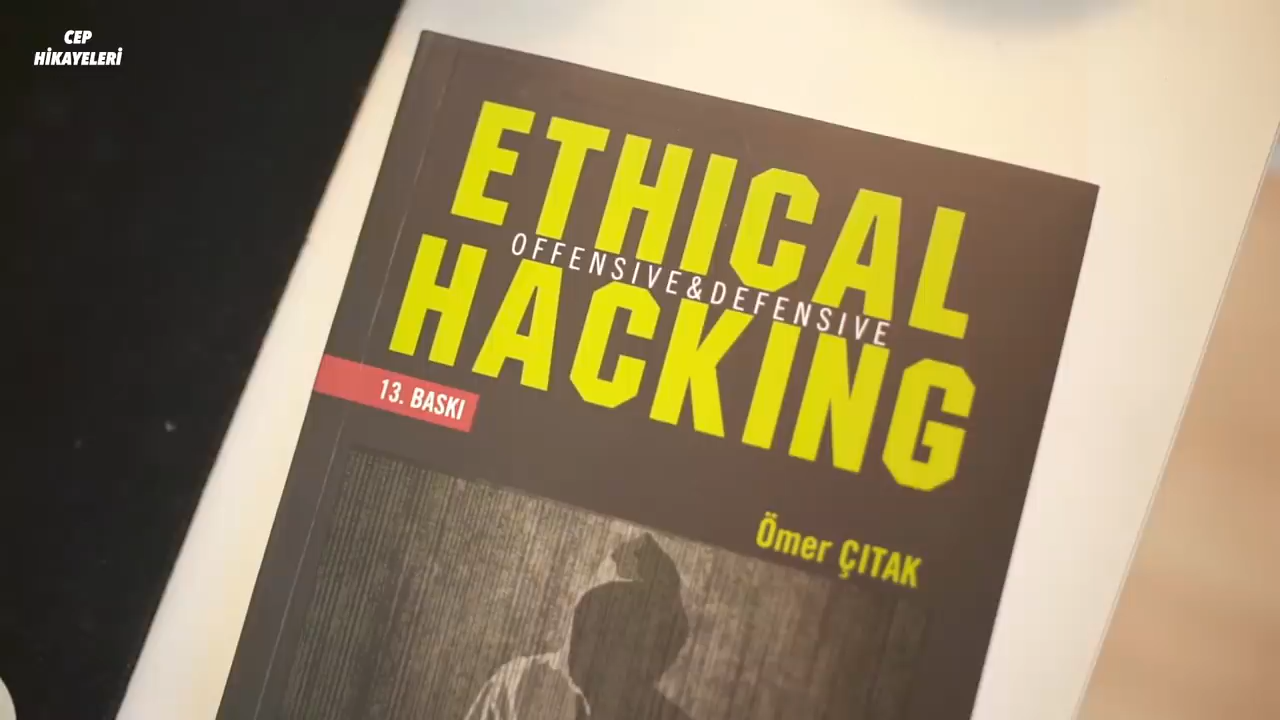 CEP
HİKAYELERİ
ETHICAL
OFFENSIVE&DEFENSIVE
HACKING
13. BASKI
Ömer ÇITAK